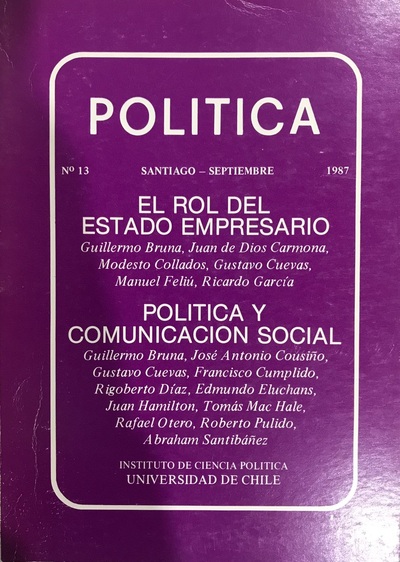 POLITICA
Nº 13 SANTIAGO – SEPTIEMBRE 1987
EL ROL DEL
ESTADO EMPRESARIO
Guillermo Bruna, Juan de Dios Carmona,
Modesto Collados, Gustavo Cuevas,
Manuel Feliú, Ricardo García
POLITICA Y
COMUNICACION SOCIAL
Guillermo Bruna, José Antonio Cousiño,
Gustavo Cuevas, Francisco Cumplido,
Rigoberto Díaz, Edmundo Eluchans,
Juan Hamilton, Tomás Mac Hale,
Rafael Otero, Roberto Pulido,
Abraham Santibáñez
INSTITUTO DE CIENCIA POLITICA
UNIVERSIDAD DE CHILE